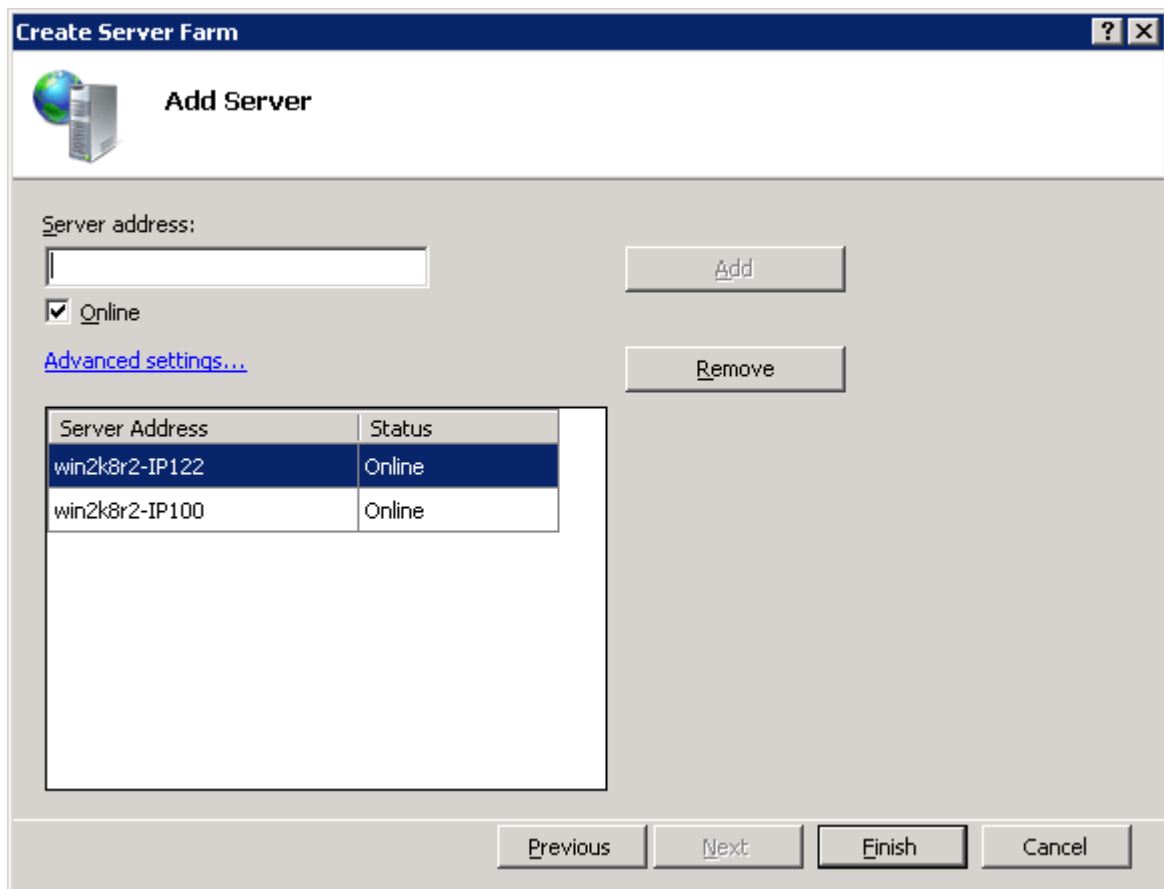 Create Server Farm
Add Server
Server address:
Add
Online
Advanced settings...
Remove
Server Address Status
win2k8r2-IP122 Online
win2k8r2-IP100 Online
Previous Next Finish Cancel